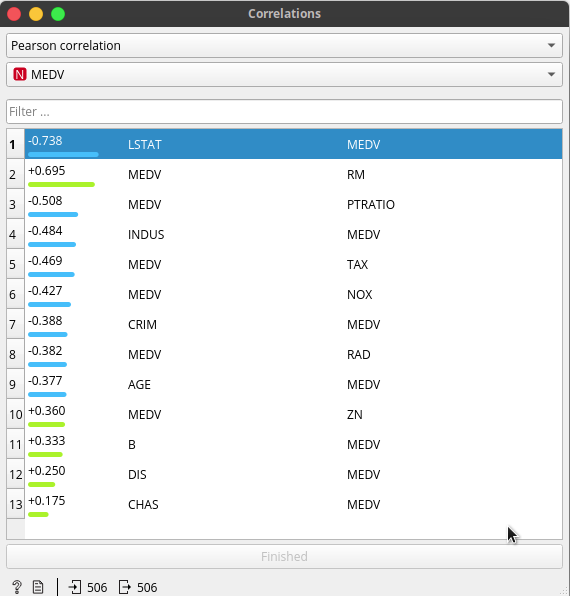 Correlations
Pearson correlation
N MEDV
Filter ...
1 -0.738 LSTAT MEDV
2 +0.695 MEDV RM
3 -0.508 MEDV PTRATIO
4 -0.484 INDUS MEDV
5 -0.469 MEDV TAX
6 -0.427 MEDV NOX
7 -0.388 CRIM MEDV
8 -0.382 MEDV RAD
9 -0.377 AGE MEDV
10 +0.360 MEDV ZN
11 +0.333 B MEDV
12 +0.250 DIS MEDV
13 +0.175 CHAS MEDV
Finished
? 506 506